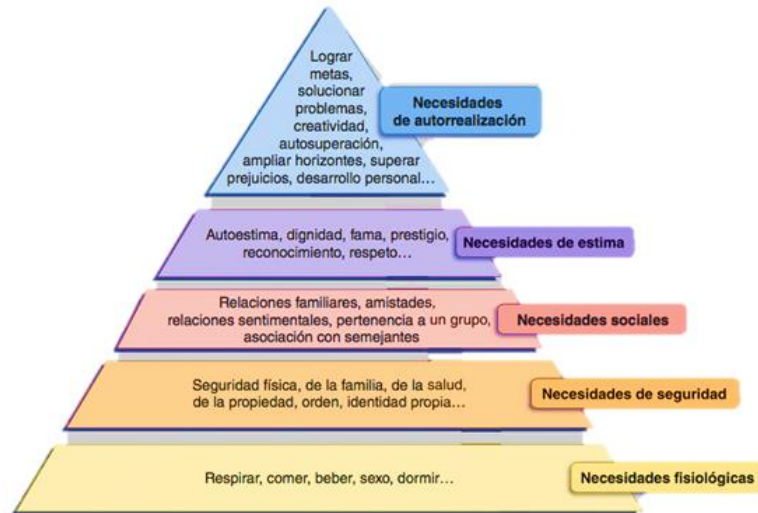 Lograr
metas,
solucionar
problemas,
creatividad,
autosuperación,
ampliar horizontes, superar
prejuicios, desarrollo personal...
Necesidades
de autorrealización
Autoestima, dignidad, fama, prestigio,
reconocimiento, respeto...
Necesidades de estima
Relaciones familiares, amistades,
relaciones sentimentales, pertenencia a un grupo,
asociación con semejantes
Necesidades sociales
Seguridad física, de la familia, de la salud,
de la propiedad, orden, identidad propia...
Necesidades de seguridad
Respirar, comer, beber, sexo, dormir...
Necesidades fisiológicas